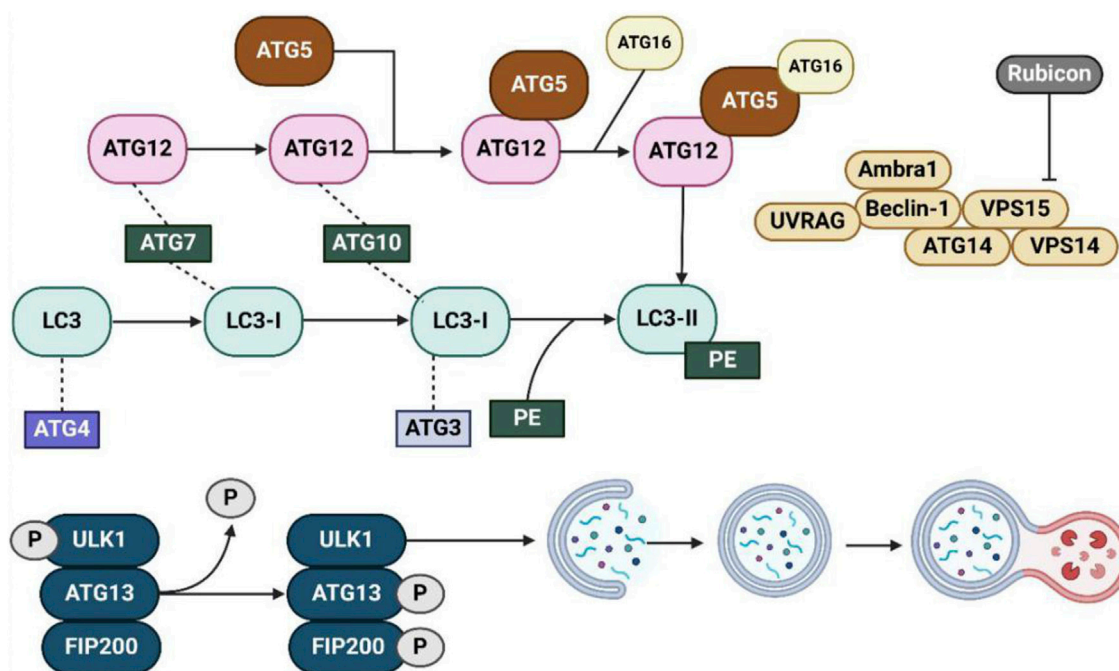 ATG5
ATG16
ATG5
ATG16
ATG5
Rubicon
ATG12
ATG12
ATG12
ATG12
Ambra1
UVRAG
Beclin-1
VPS15
ATG14
VPS14
ATG7
ATG10
LC3
LC3-I
LC3-I
LC3-II
PE
ATG4
ATG3
PE
P
P
ULK1
ULK1
ATG13
ATG13
P
FIP200
FIP200
P